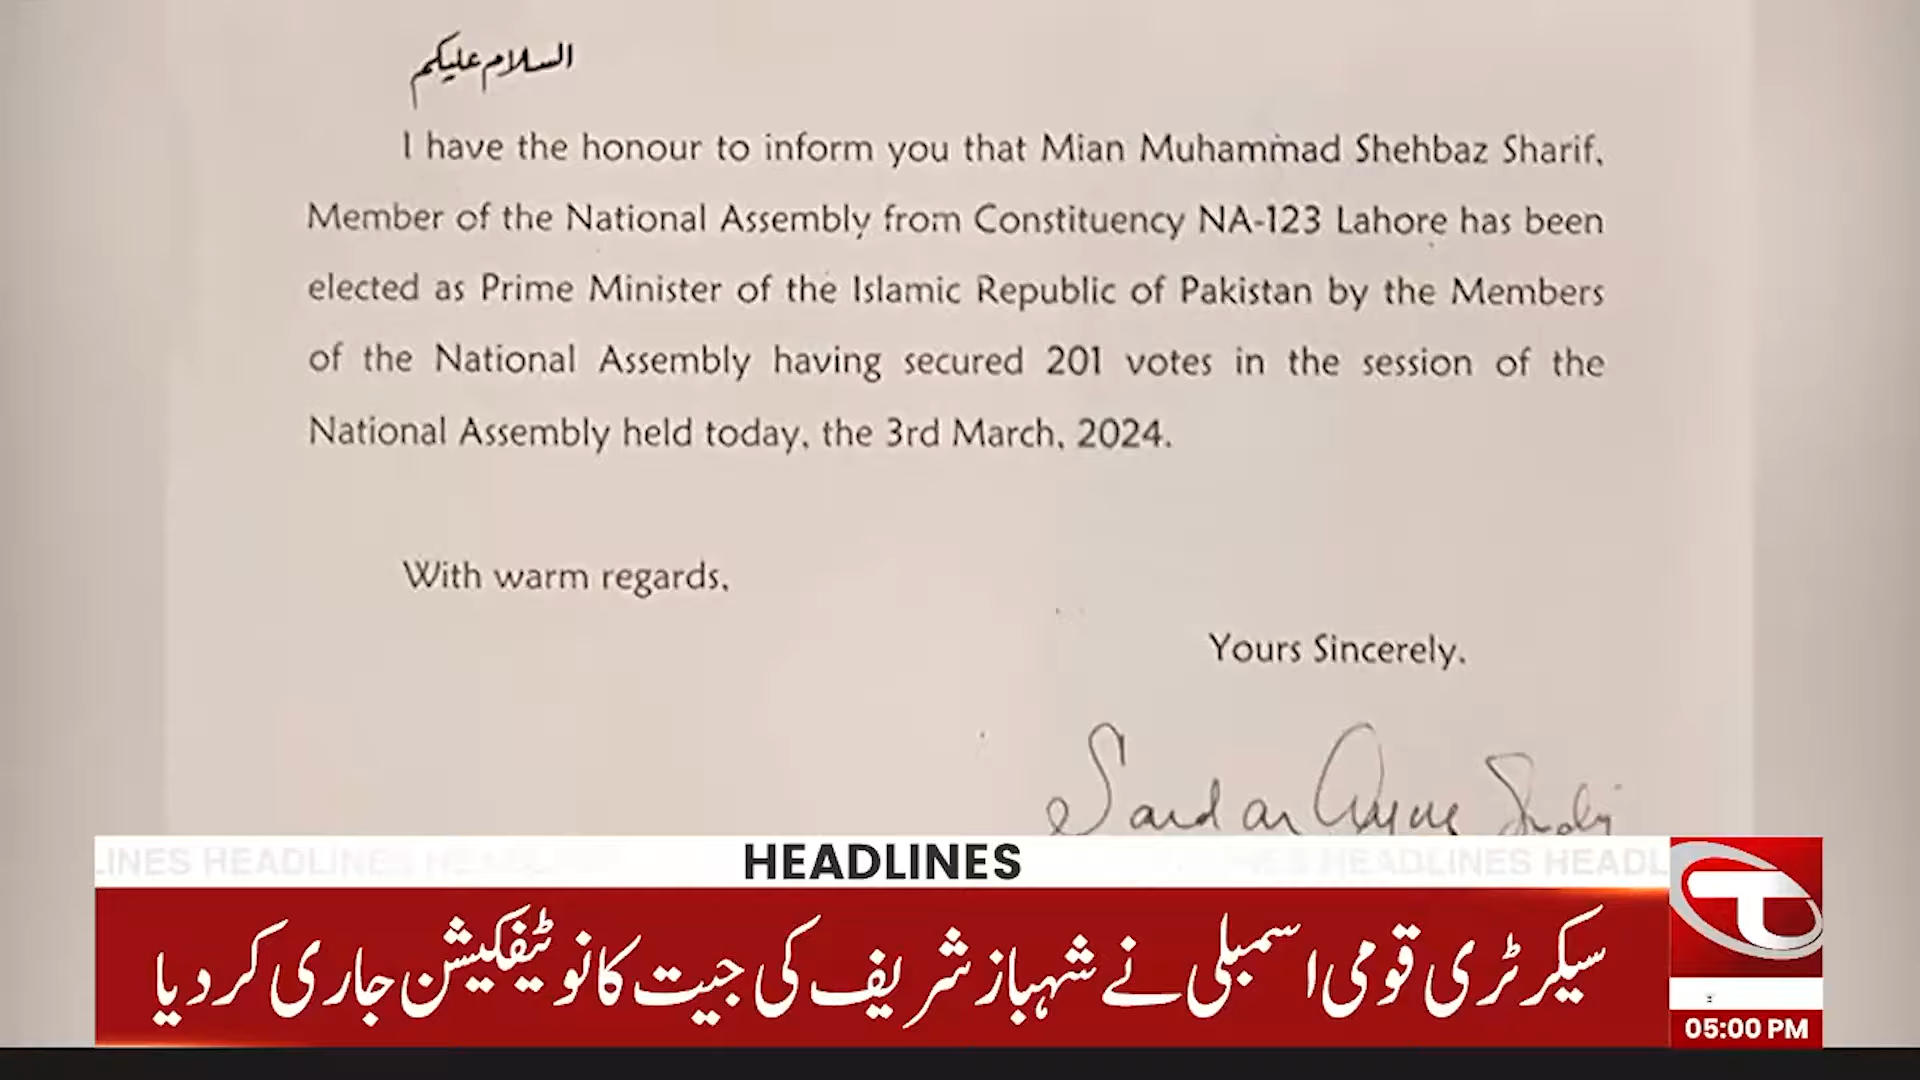 السلام علیکم
I have the honour to inform you that Mian Muhammad Shehbaz Sharif,
Member of the National Assembly from Constituency NA-123 Lahore has been
elected as Prime Minister of the Islamic Republic of Pakistan by the Members
of the National Assembly having secured 201 votes in the session of the
National Assembly held today, the 3rd March, 2024.
With warm regards,
Yours Sincerely,
LINES HEADLINES HEADLINES HEADLINES HEADL
سیکرٹری قومی اسمبلی نے شہباز شریف کی جیت کا نوٹیفکیشن جاری کر دیا
05:00 PM